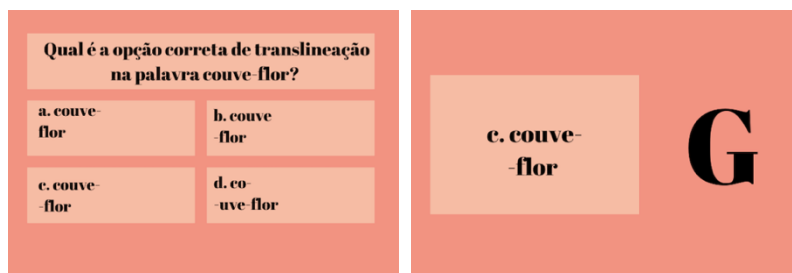 Qual é a opção correta de translineação
na palavra couve-flor?
a. couve-
flor
b. couve
-flor
c. couve-
-flor
d. co-
-uve-flor
c. couve-
-flor
G